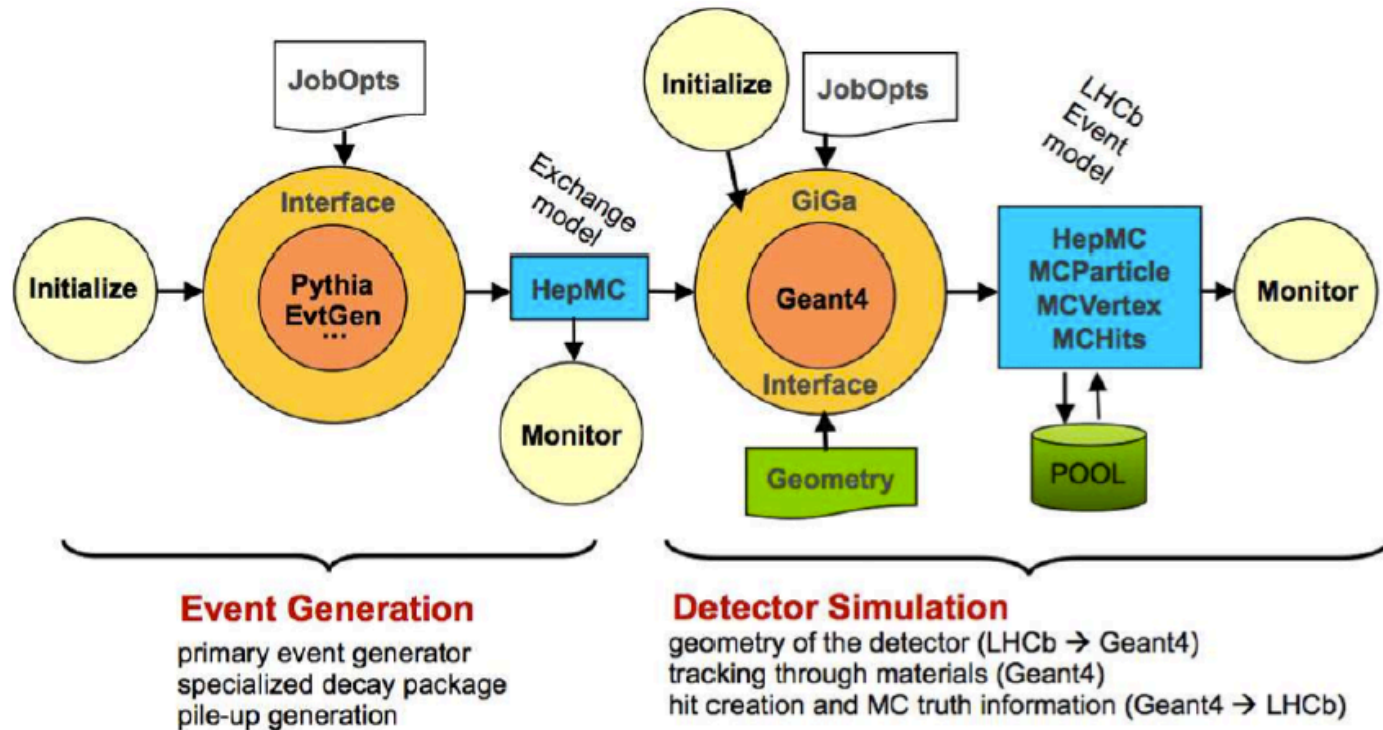 JobOpts
Initialize
Interface
Pythia
EvtGen
...
Exchange
model
HepMC
Monitor
Initialize
JobOpts
GiGa
Geant4
Interface
Geometry
LHCb
Event
model
HepMC
MCParticle
MCVertex
MCHits
POOL
Monitor
Event Generation
primary event generator
specialized decay package
pile-up generation
Detector Simulation
geometry of the detector (LHCb → Geant4)
tracking through materials (Geant4)
hit creation and MC truth information (Geant4 → LHCb)